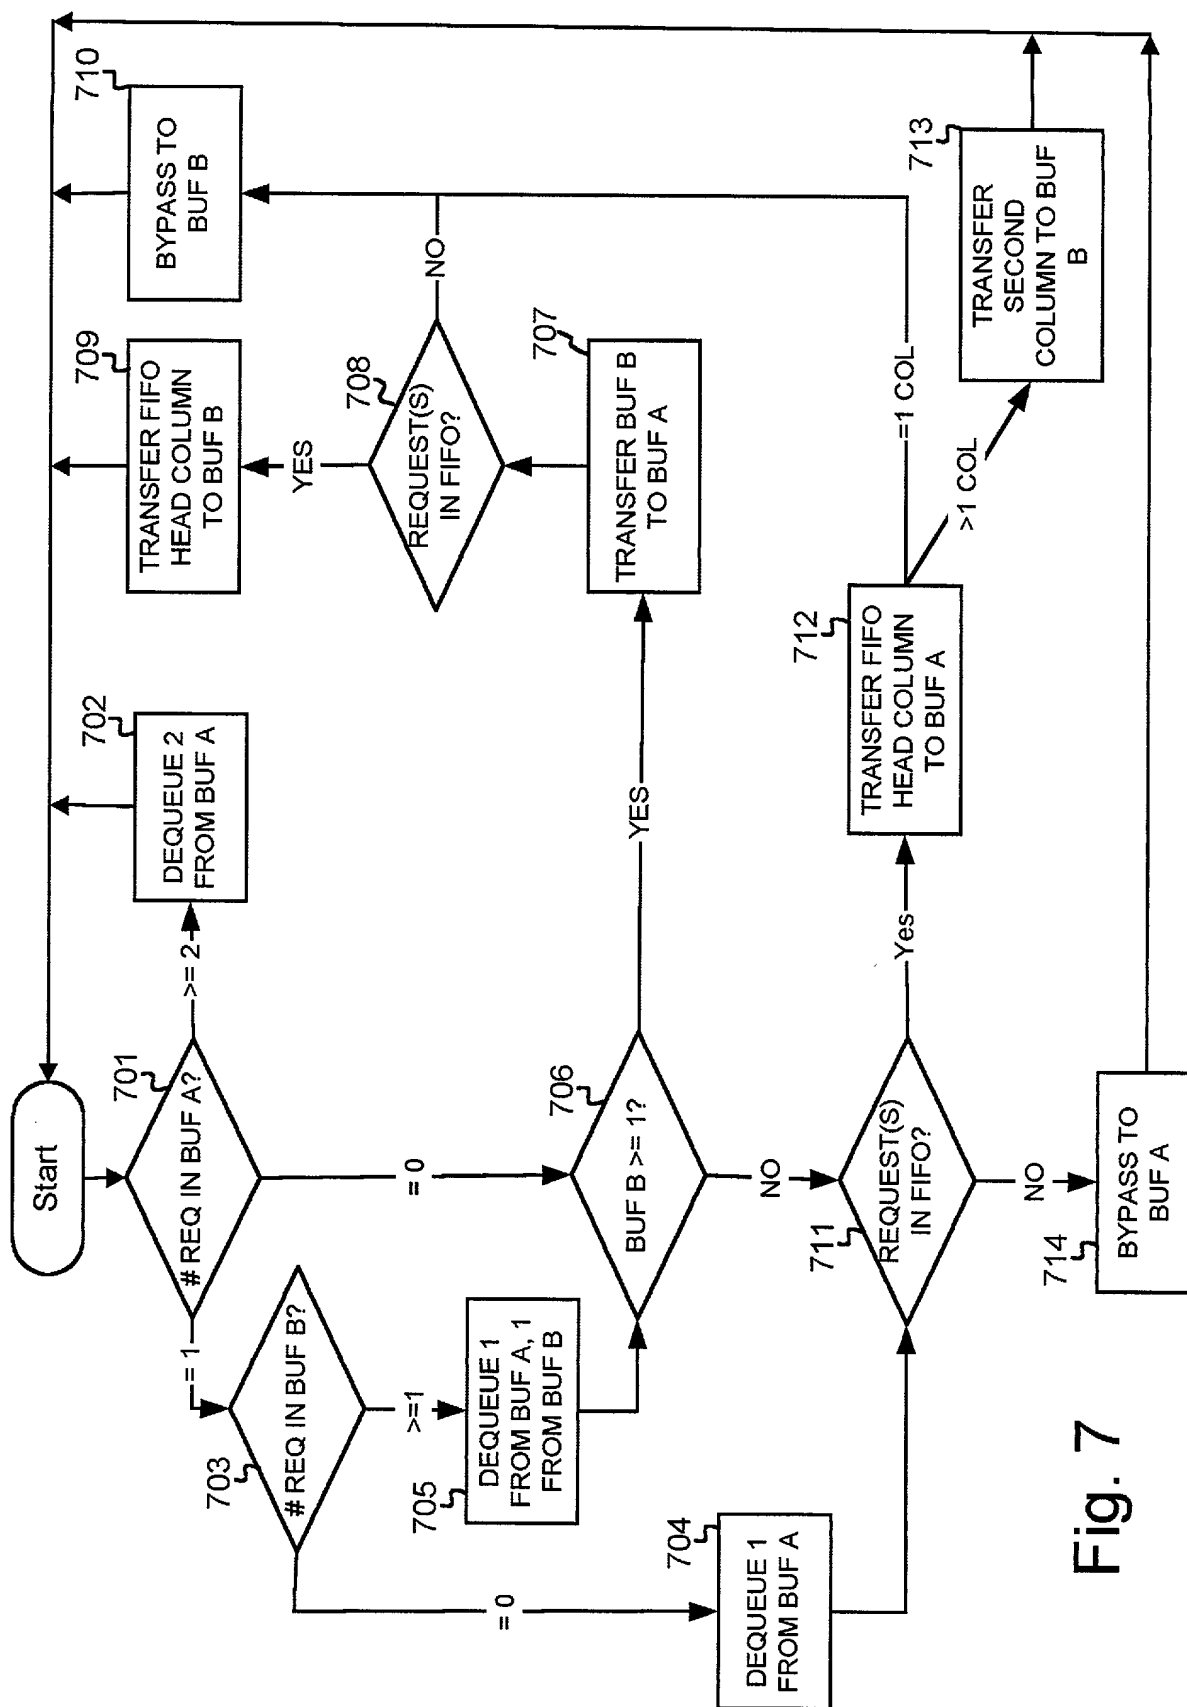 Start
701
# REQ IN BUF A?
>= 2
702
DEQUEUE 2
FROM BUF A
= 1
703
# REQ IN BUF B?
>=1
705
DEQUEUE 1
FROM BUF A, 1
FROM BUF B
= 0
704
DEQUEUE 1
FROM BUF A
= 0
706
BUF B >= 1?
YES
707
TRANSFER BUF B
TO BUF A
708
REQUEST(S)
IN FIFO?
YES
709
TRANSFER FIFO
HEAD COLUMN
TO BUF B
NO
710
BYPASS TO
BUF B
NO
711
REQUEST(S)
IN FIFO?
Yes
712
TRANSFER FIFO
HEAD COLUMN
TO BUF A
=1 COL
>1 COL
713
TRANSFER
SECOND
COLUMN TO BUF
B
NO
714
BYPASS TO
BUF A
Fig. 7